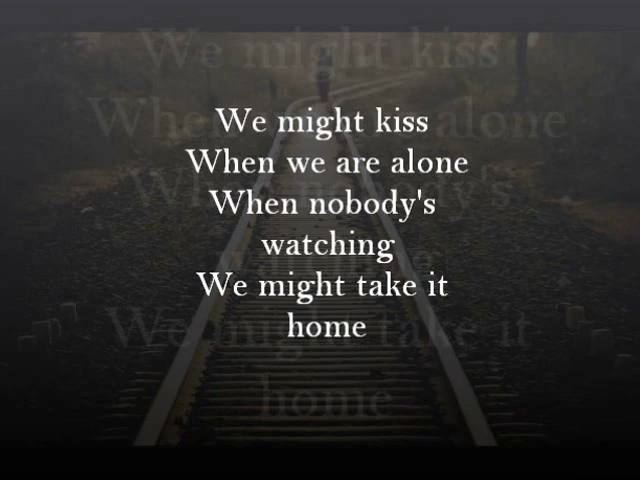 We might kiss
When we are alone
When nobody's
watching
We might take it
home